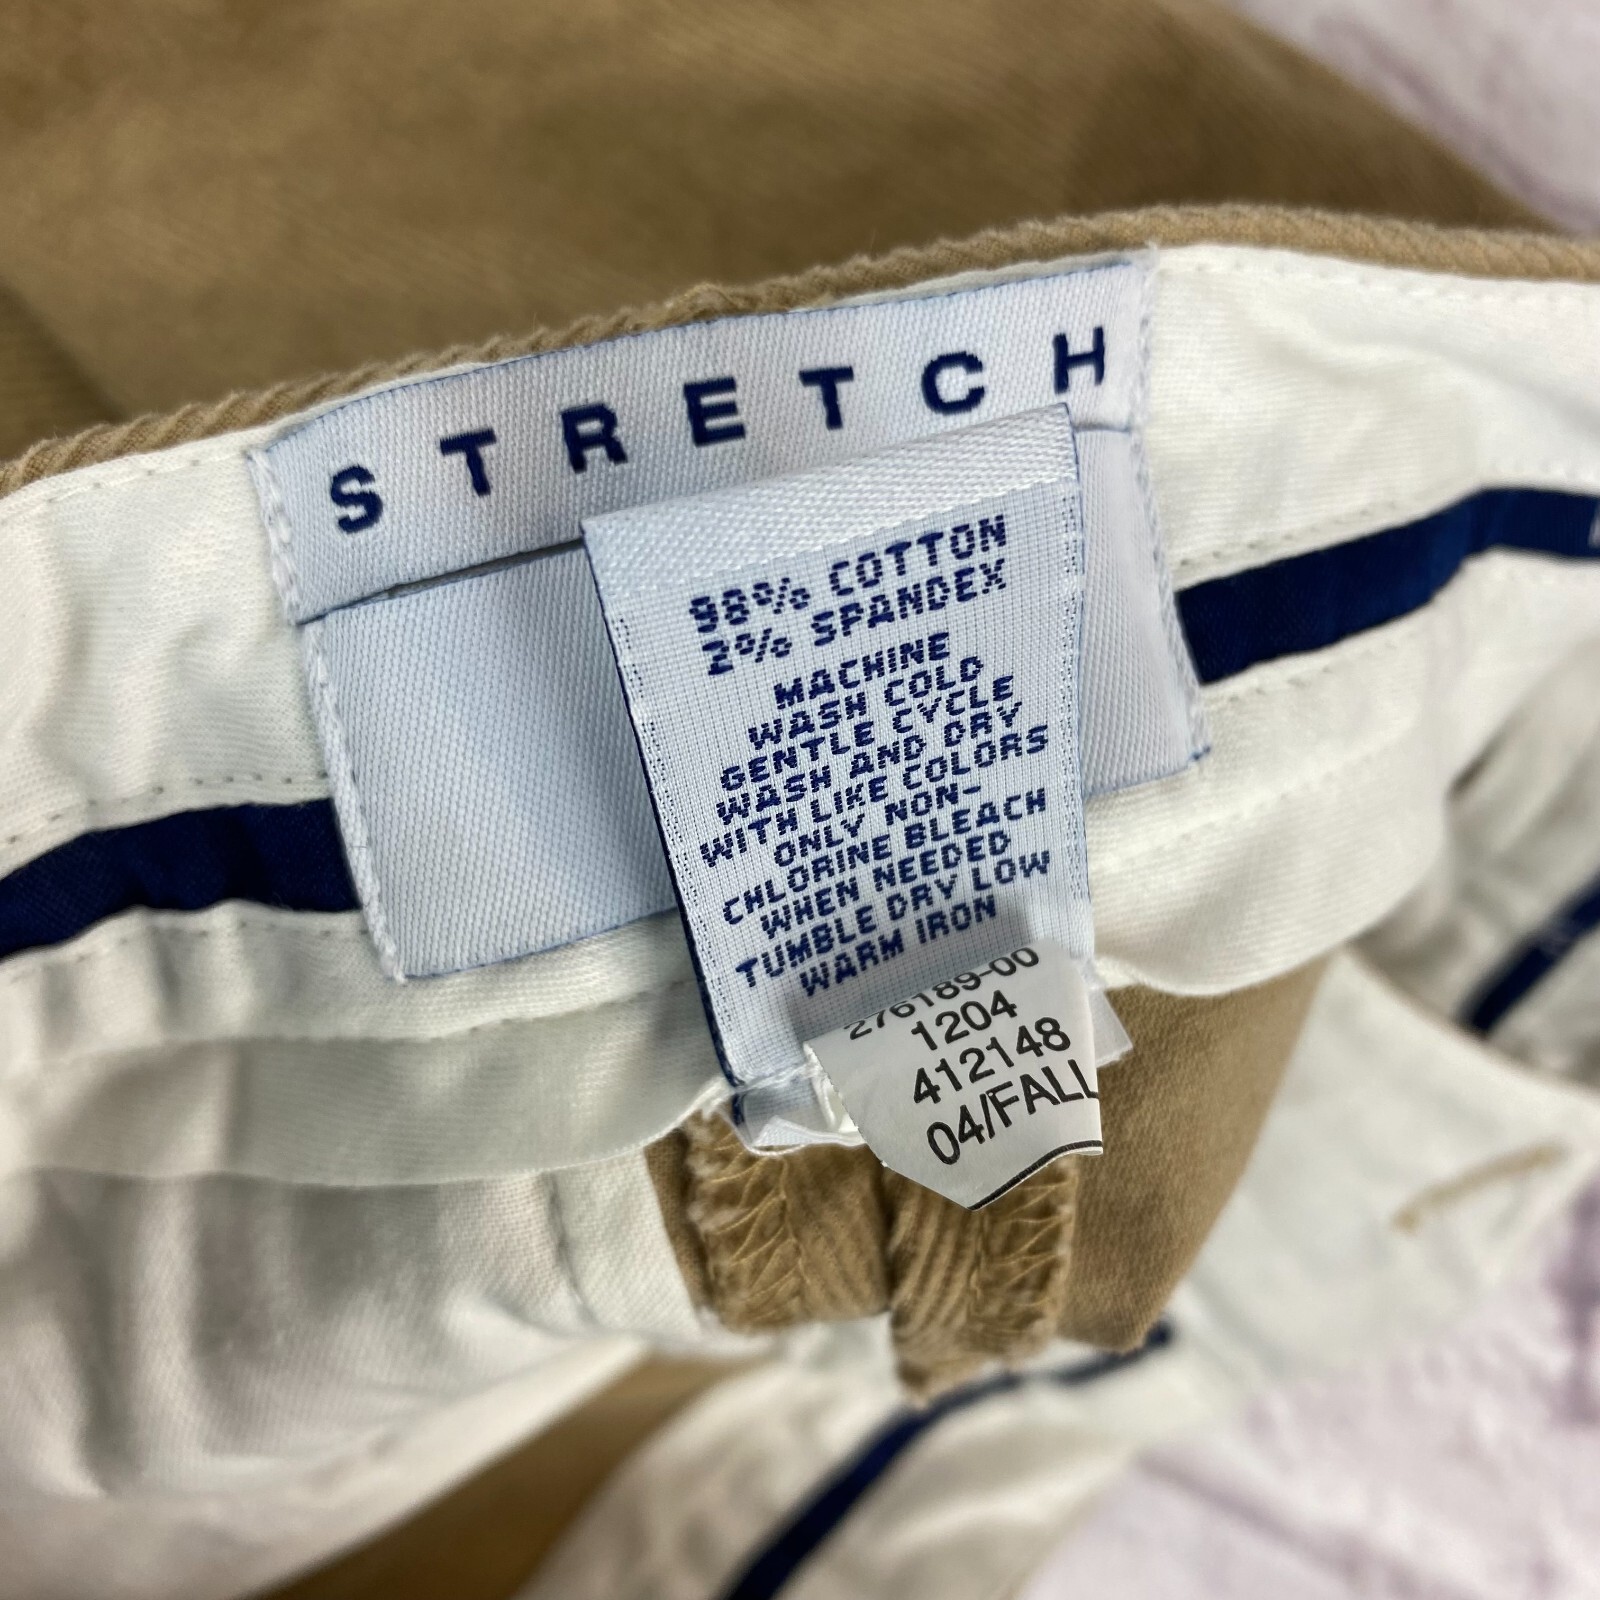 STRETCH
98% COTTON
2% SPANDEX
MACHINE
WASH COLD
GENTLE CYCLE
WASH AND DRY
WITH LIKE COLORS
ONLY NON-
CHLORINE BLEACH
WHEN NEEDED
TUMBLE DRY LOW
WARM IRON
276189-00
1204
412148
04/FALL